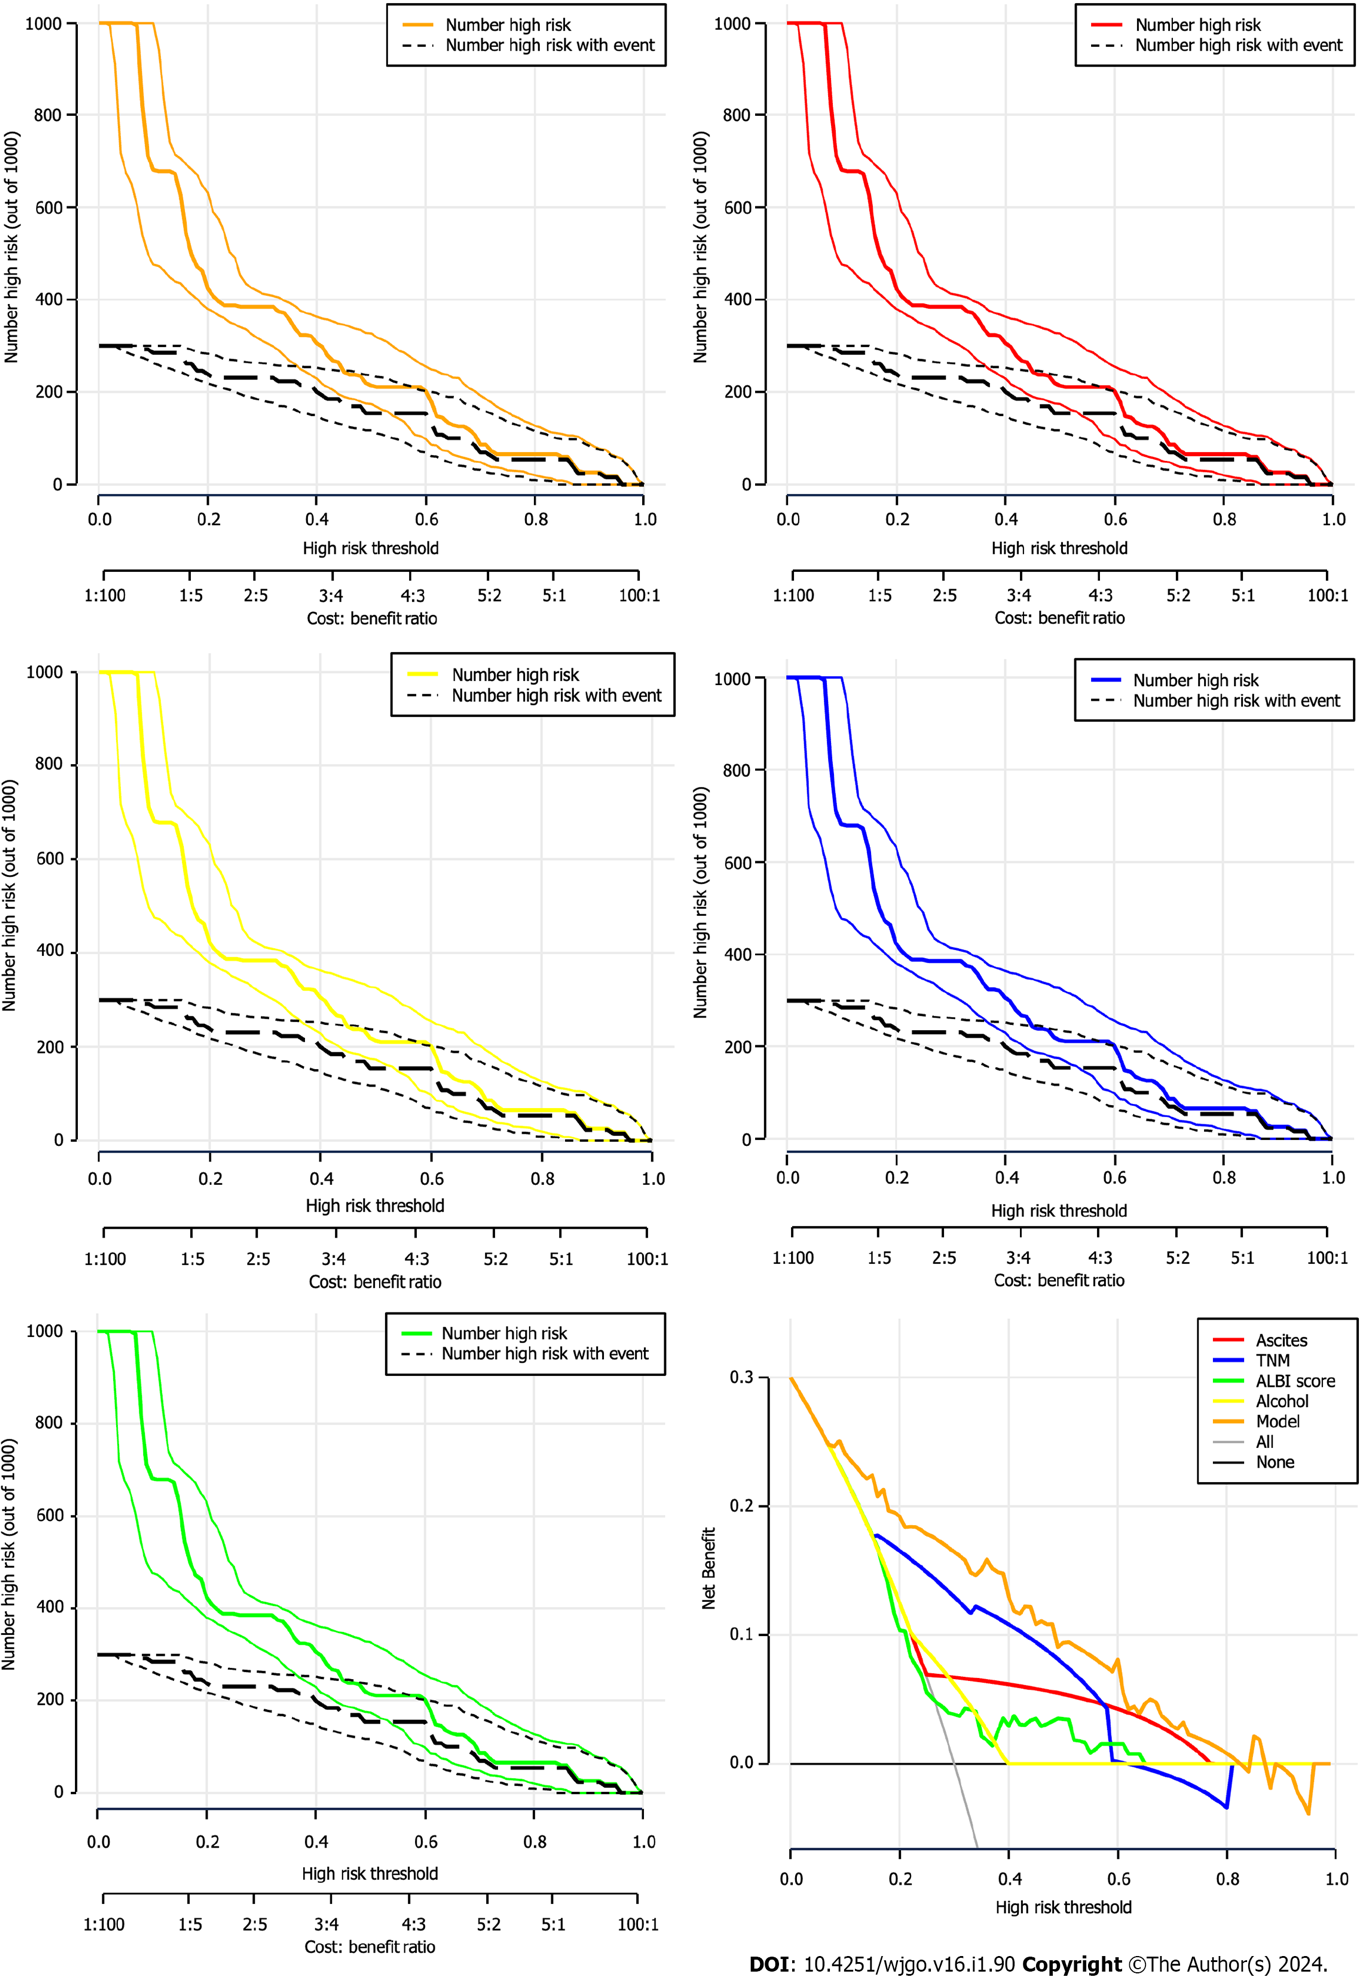 Number high risk
Number high risk with event
1000
800
600
400
200
0
Number high risk (out of 1000)
0.0 0.2 0.4 0.6 0.8 1.0
High risk threshold
1:100 1:5 2:5 3:4 4:3 5:2 5:1 100:1
Cost: benefit ratio
Number high risk
Number high risk with event
1000
800
600
400
200
0
Number high risk (out of 1000)
0.0 0.2 0.4 0.6 0.8 1.0
High risk threshold
1:100 1:5 2:5 3:4 4:3 5:2 5:1 100:1
Cost: benefit ratio
Number high risk
Number high risk with event
1000
800
600
400
200
0
Number high risk (out of 1000)
0.0 0.2 0.4 0.6 0.8 1.0
High risk threshold
1:100 1:5 2:5 3:4 4:3 5:2 5:1 100:1
Cost: benefit ratio
Number high risk
Number high risk with event
1000
800
600
400
200
0
Number high risk (out of 1000)
0.0 0.2 0.4 0.6 0.8 1.0
High risk threshold
1:100 1:5 2:5 3:4 4:3 5:2 5:1 100:1
Cost: benefit ratio
Number high risk
Number high risk with event
1000
800
600
400
200
0
Number high risk (out of 1000)
0.0 0.2 0.4 0.6 0.8 1.0
High risk threshold
1:100 1:5 2:5 3:4 4:3 5:2 5:1 100:1
Cost: benefit ratio
Ascites
TNM
ALBI score
Alcohol
Model
All
None
0.3
0.2
0.1
0.0
Net Benefit
0.0 0.2 0.4 0.6 0.8 1.0
High risk threshold
DOI: 10.4251/wjgo.v16.i1.90 Copyright ©The Author(s) 2024.